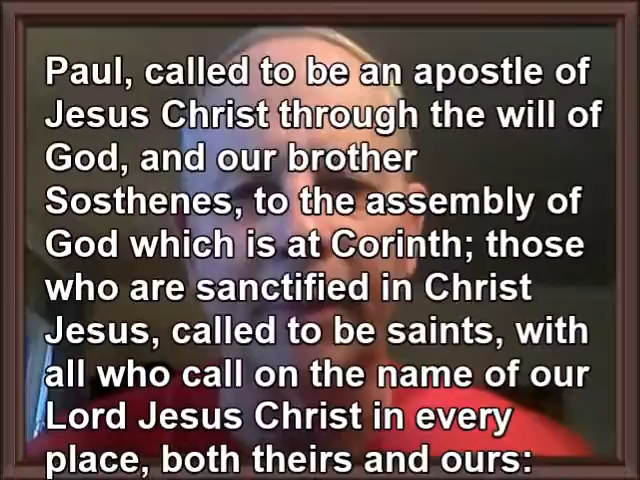 Paul, called to be an apostle of
Jesus Christ through the will of
God, and our brother
Sosthenes, to the assembly of
God which is at Corinth; those
who are sanctified in Christ
Jesus, called to be saints, with
all who call on the name of our
Lord Jesus Christ in every
place, both theirs and ours: